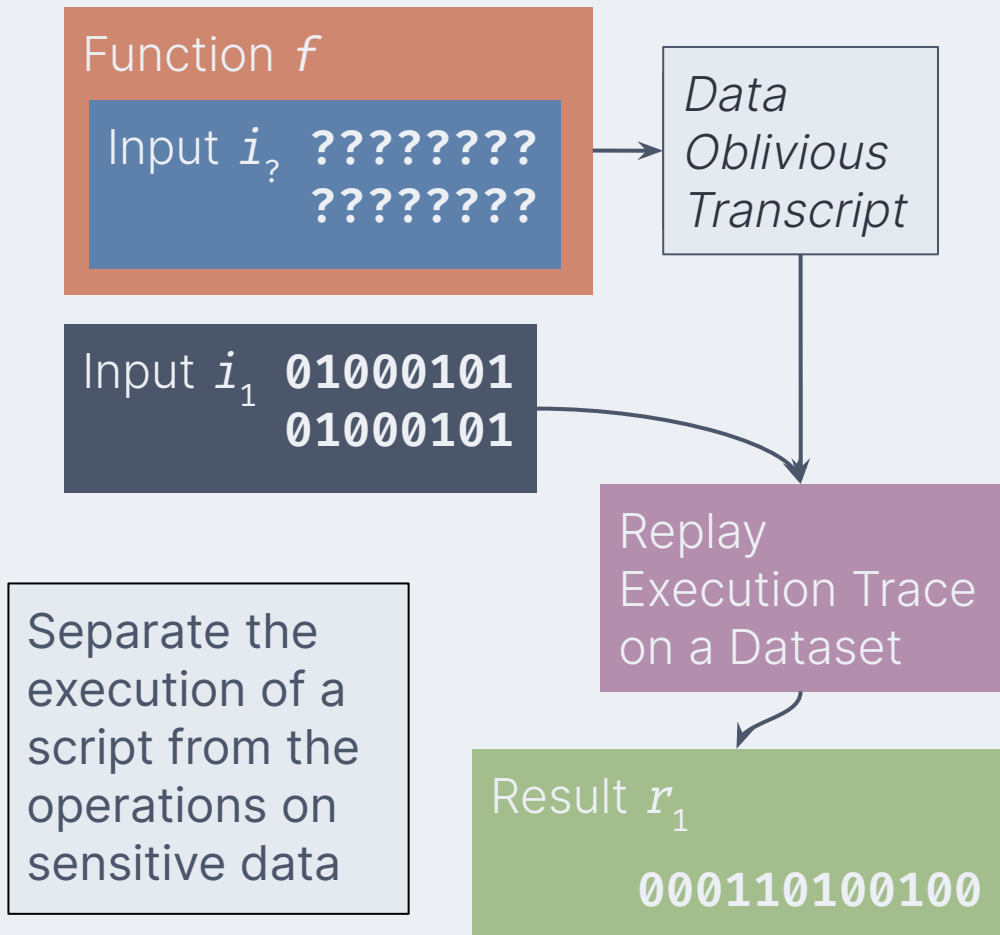 Function f
Input i? ????????
????????
Data
Oblivious
Transcript
Input i1 01000101
01000101
Replay
Execution Trace
on a Dataset
Separate the
execution of a
script from the
operations on
sensitive data
Result r1
000110100100